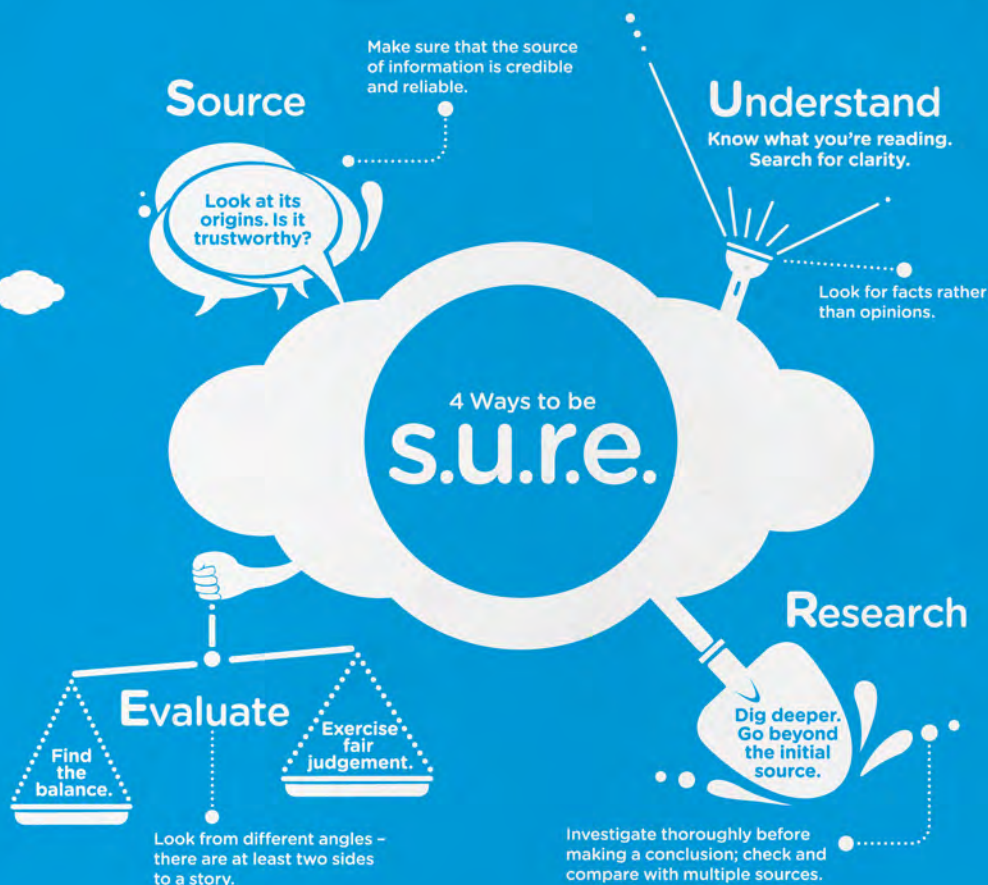 4 Ways to be
s.u.r.e.
Source
Look at its
origins. Is it
trustworthy?
Make sure that the source
of information is credible
and reliable.
Understand
Know what you're reading.
Search for clarity.
Look for facts rather
than opinions.
Research
Dig deeper.
Go beyond
the initial
source.
Investigate thoroughly before
making a conclusion; check and
compare with multiple sources.
Evaluate
Find
the
balance.
Exercise
fair
judgement.
Look from different angles –
there are at least two sides
to a story.